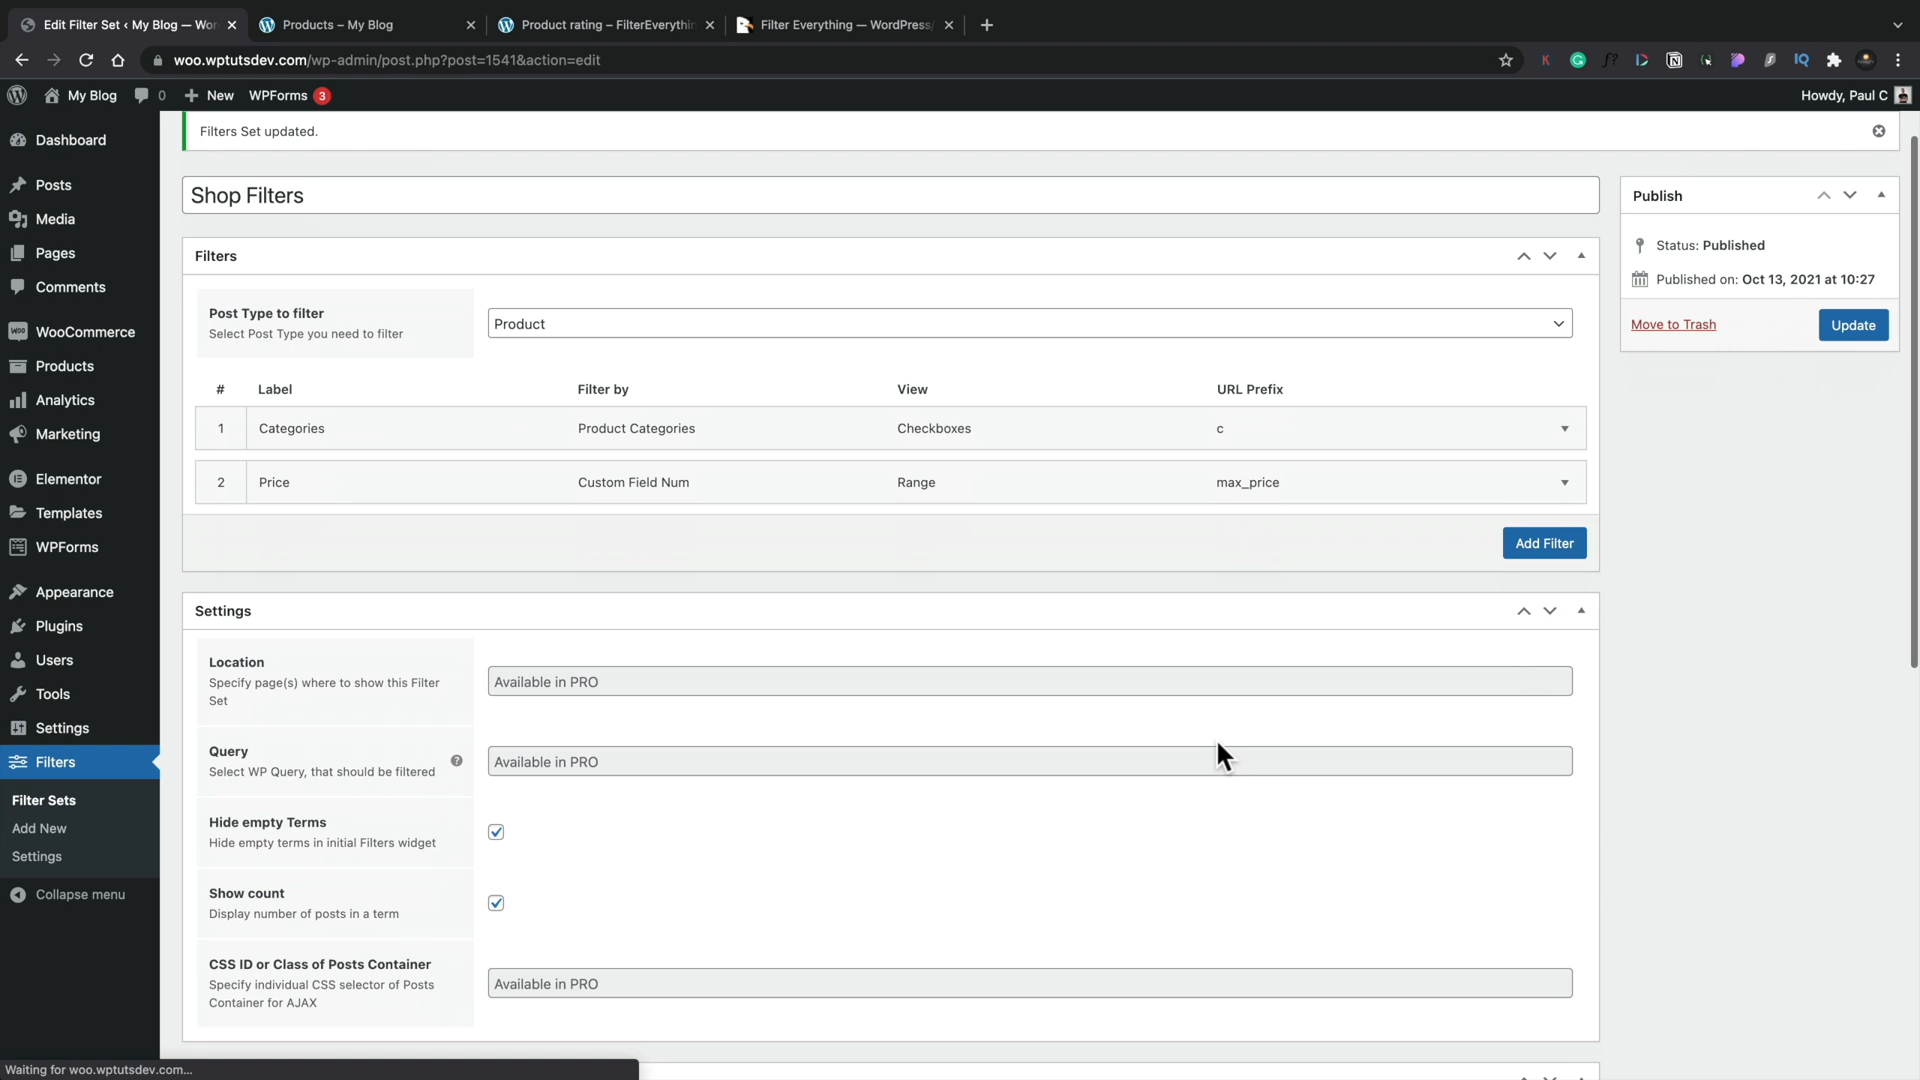 Edit Filter Set ‹ My Blog — Wor
Products – My Blog
Product rating – FilterEverythin
Filter Everything — WordPress/
woo.wptutsdev.com/wp-admin/post.php?post=1541&action=edit
My Blog
0
New
WPForms 3
Howdy, Paul C
Dashboard
Posts
Media
Pages
Comments
WooCommerce
Products
Analytics
Marketing
Elementor
Templates
WPForms
Appearance
Plugins
Users
Tools
Settings
Filters
Filter Sets
Add New
Settings
Collapse menu
Filters Set updated.
Shop Filters
Filters
Post Type to filter
Select Post Type you need to filter
Product
# Label Filter by View URL Prefix
1 Categories Product Categories Checkboxes c
2 Price Custom Field Num Range max_price
Add Filter
Settings
Location
Specify page(s) where to show this Filter
Set
Available in PRO
Query
Select WP Query, that should be filtered
Available in PRO
Hide empty Terms
Hide empty terms in initial Filters widget
Show count
Display number of posts in a term
CSS ID or Class of Posts Container
Specify individual CSS selector of Posts
Container for AJAX
Available in PRO
Publish
Status: Published
Published on: Oct 13, 2021 at 10:27
Move to Trash
Update
Waiting for woo.wptutsdev.com...